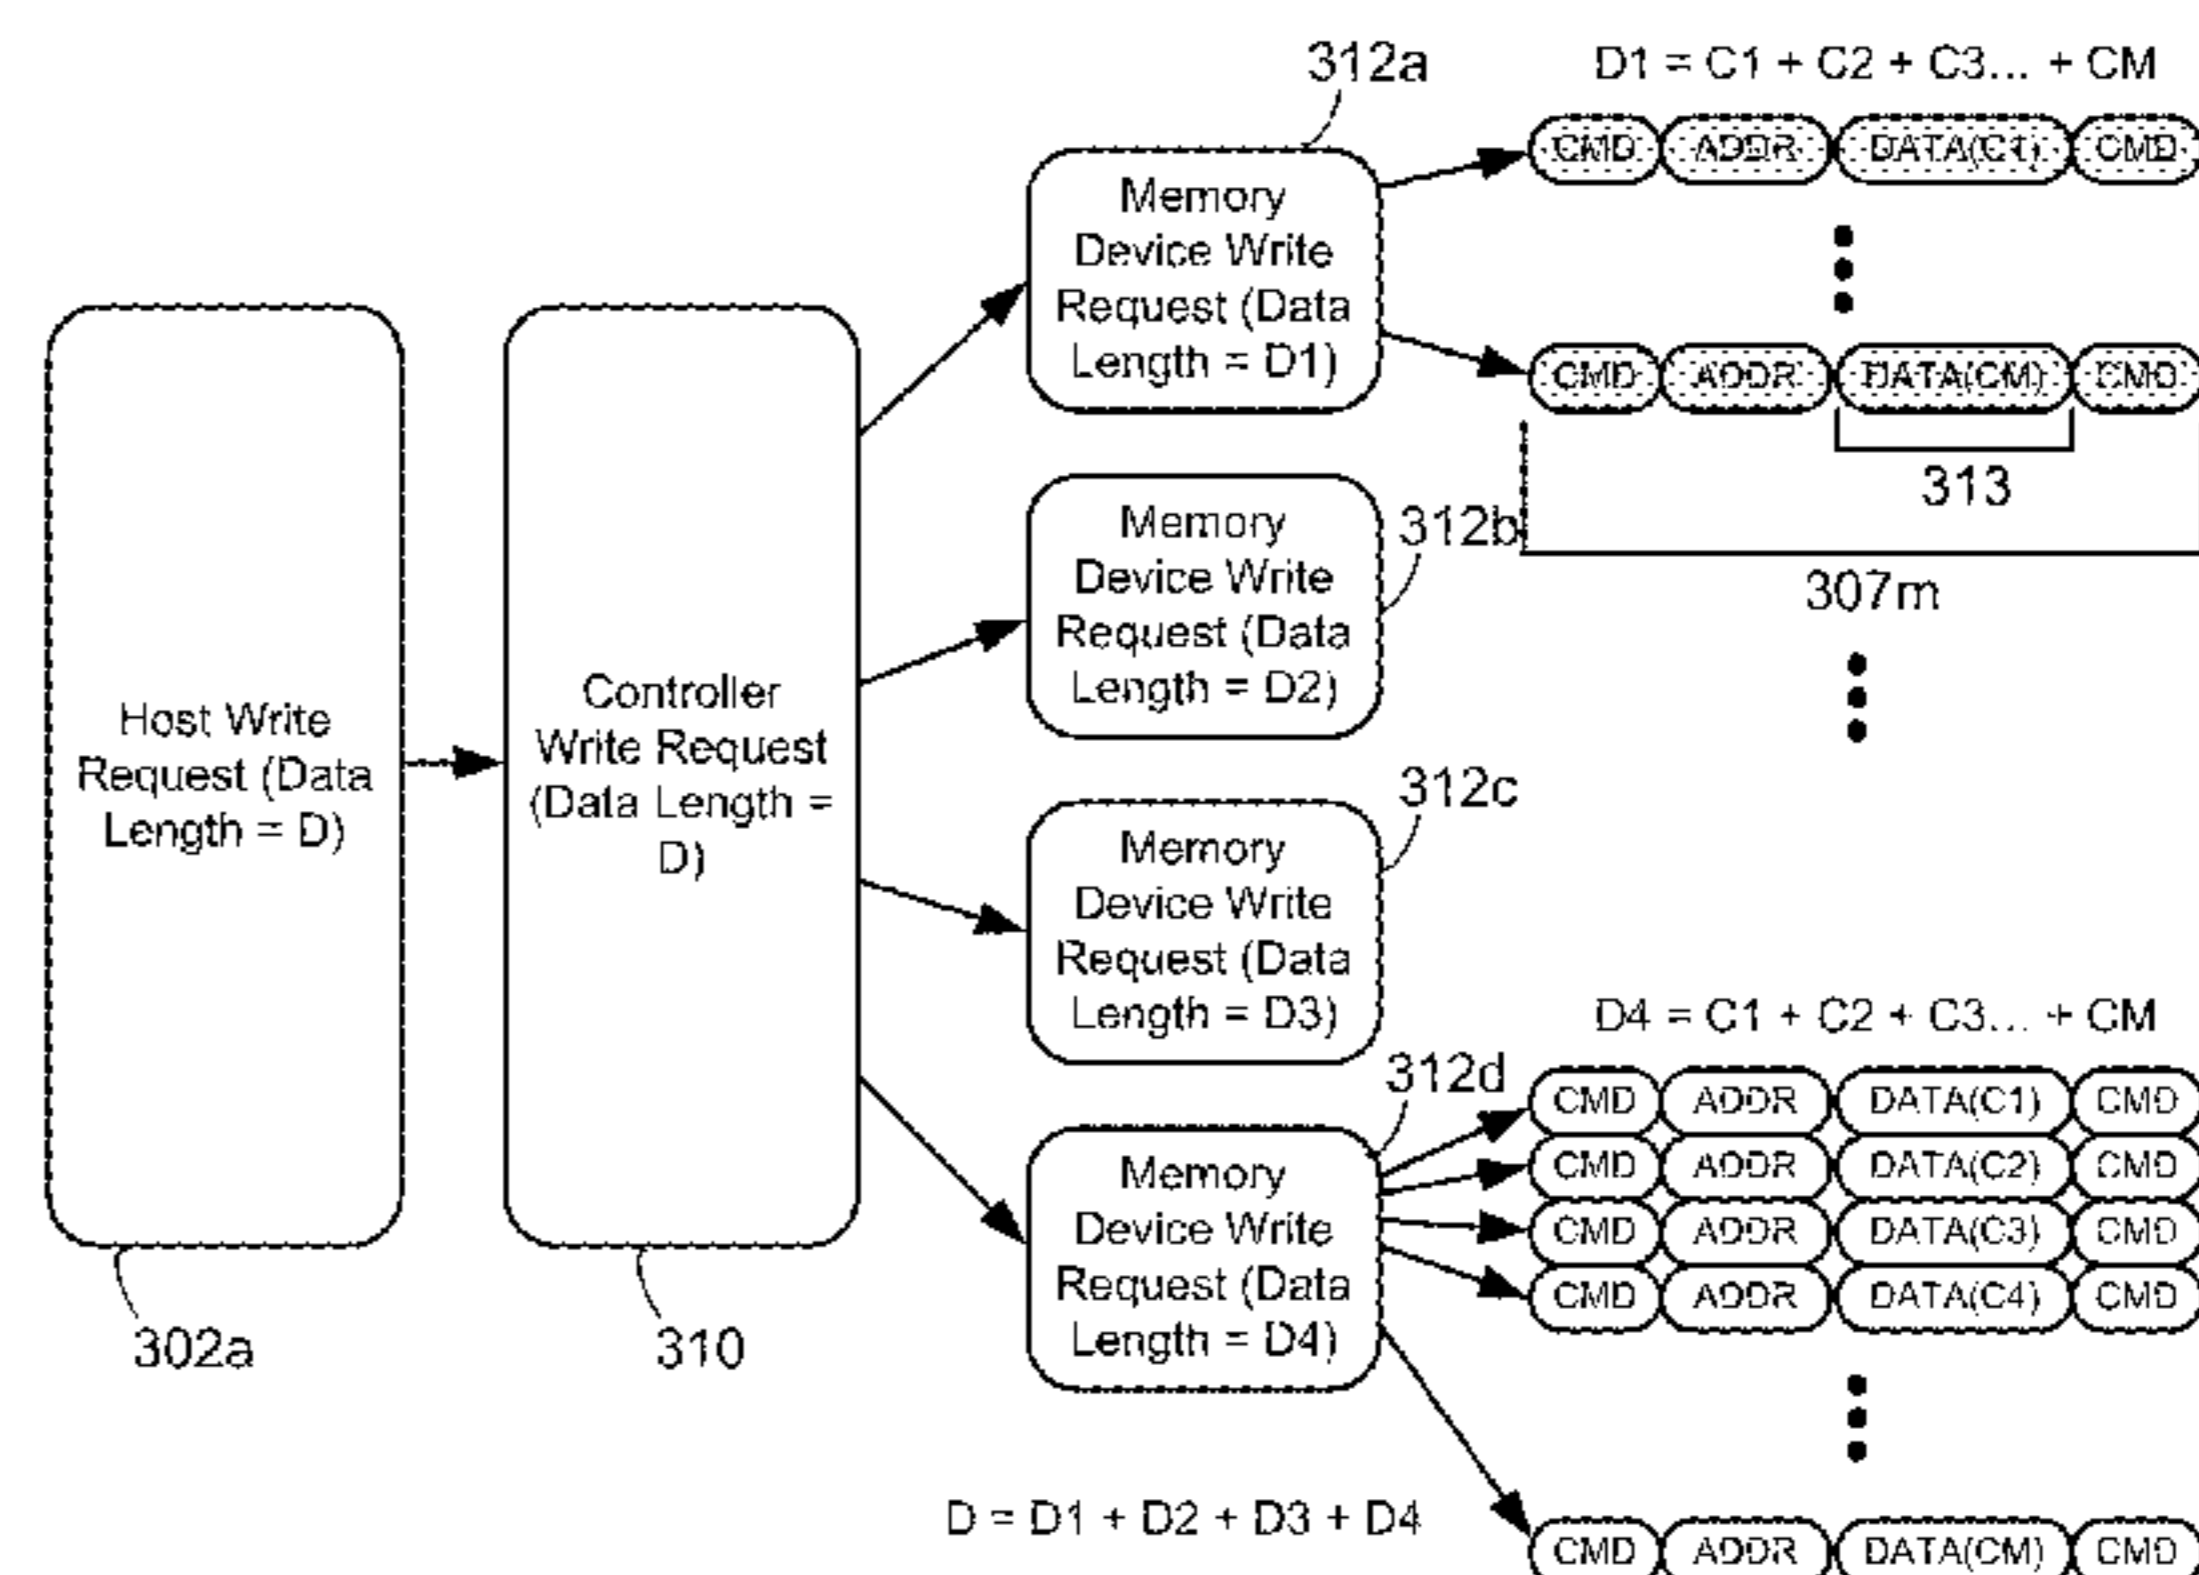 312a
D1 = C1 + C2 + C3... + CM
CMD ADDR DATA(C1) CMD
Memory
Device Write
Request (Data
Length = D1)
CMD ADDR DATA(CM) CMD
313
307m
312b
Memory
Device Write
Request (Data
Length = D2)
Host Write
Request (Data
Length = D)
302a
Controller
Write Request
(Data Length =
D)
310
312c
Memory
Device Write
Request (Data
Length = D3)
D4 = C1 + C2 + C3... + CM
312d
Memory
Device Write
Request (Data
Length = D4)
CMD ADDR DATA(C1) CMD
CMD ADDR DATA(C2) CMD
CMD ADDR DATA(C3) CMD
CMD ADDR DATA(C4) CMD
D = D1 + D2 + D3 + D4
CMD ADDR DATA(CM) CMD